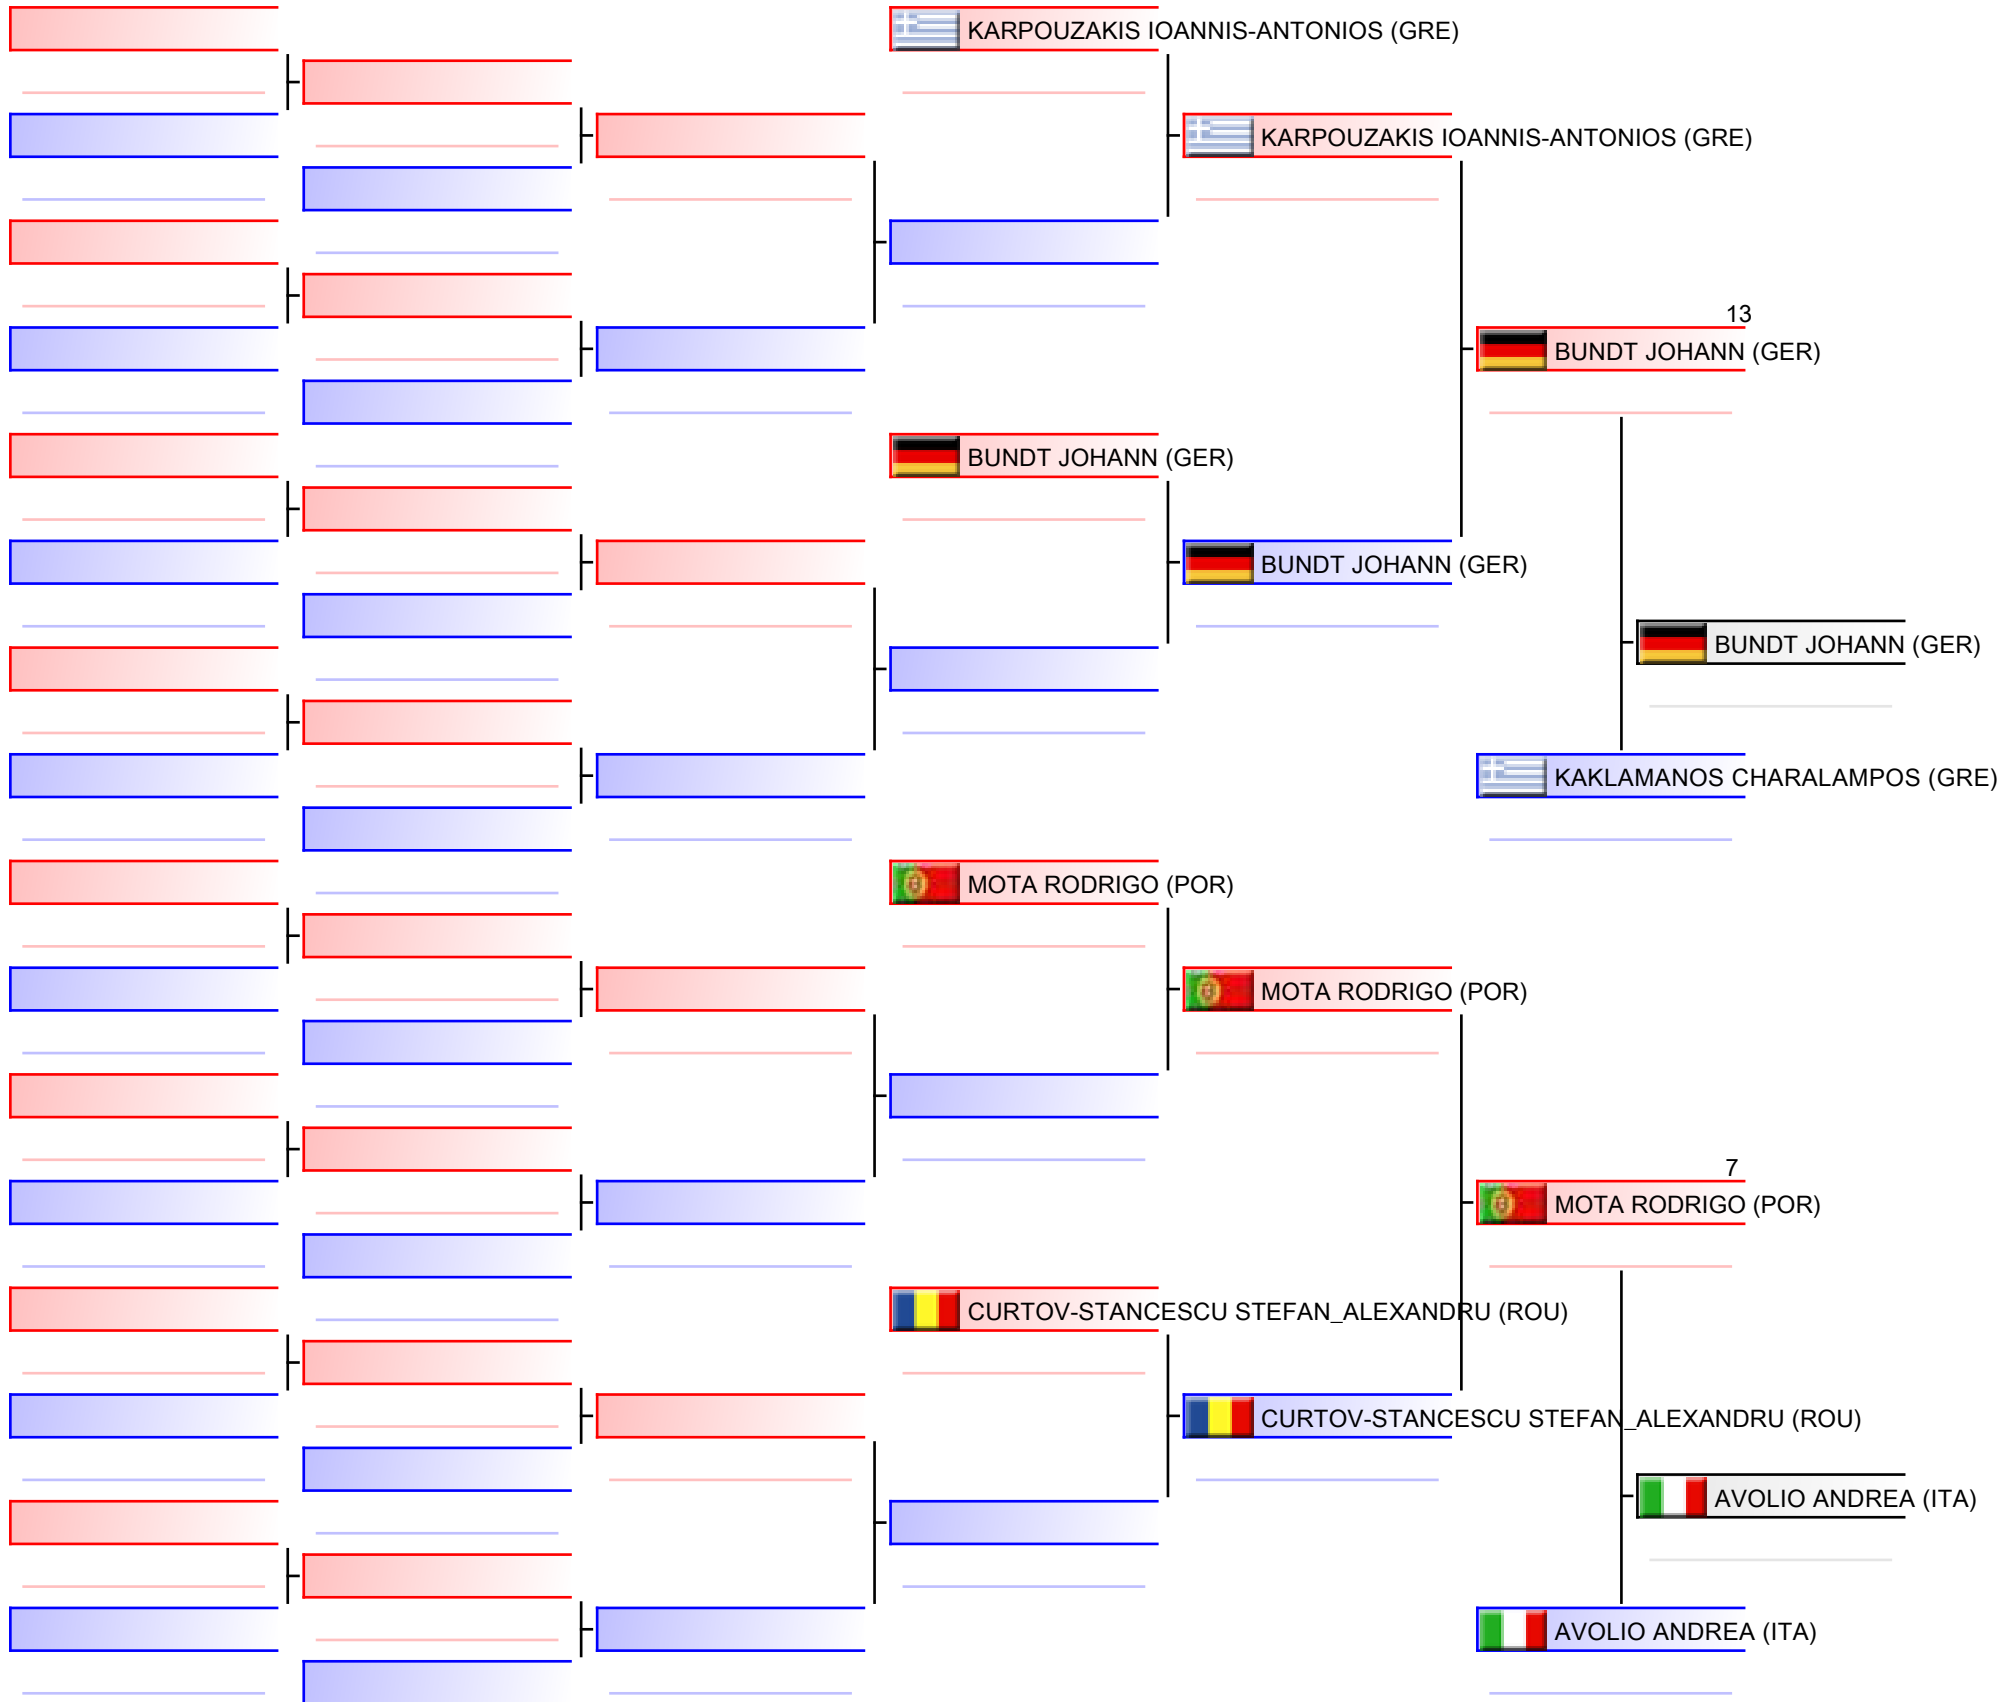 KARPOUZAKIS IOANNIS-ANTONIOS (GRE)
KARPOUZAKIS IOANNIS-ANTONIOS (GRE)
13
BUNDT JOHANN (GER)
BUNDT JOHANN (GER)
BUNDT JOHANN (GER)
BUNDT JOHANN (GER)
KAKLAMANOS CHARALAMPOS (GRE)
MOTA RODRIGO (POR)
MOTA RODRIGO (POR)
7
MOTA RODRIGO (POR)
CURTOV-STANCESCU STEFAN_ALEXANDRU (ROU)
CURTOV-STANCESCU STEFAN_ALEXANDRU (ROU)
AVOLIO ANDREA (ITA)
AVOLIO ANDREA (ITA)